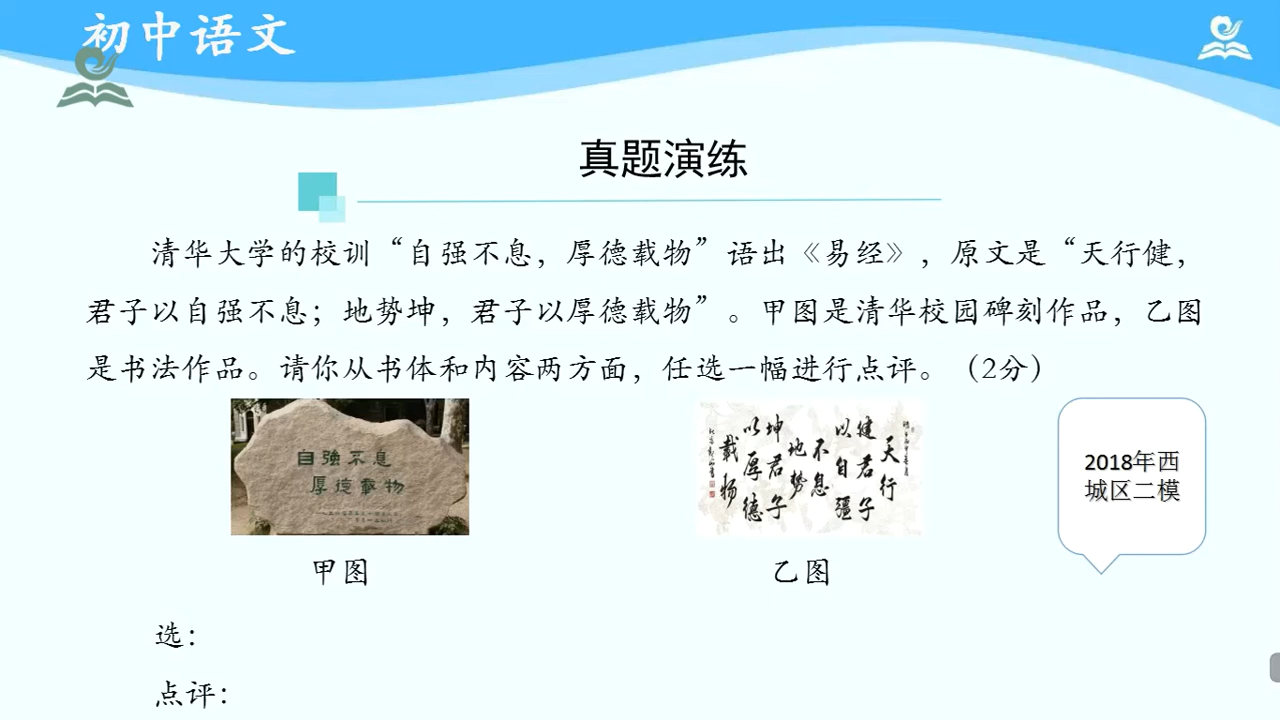 初中语文
真题演练
清华大学的校训“自强不息，厚德载物”语出《易经》，原文是“天行健，
君子以自强不息；地势坤，君子以厚德载物”。甲图是清华校园碑刻作品，乙图
是书法作品。请你从书体和内容两方面，任选一幅进行点评。（2分）
自強不息
厚德載物
天行
健君子
以自彊
不息
地势
坤君子
以厚德
載物
2018年西
城区二模
甲图
乙图
选：
点评：